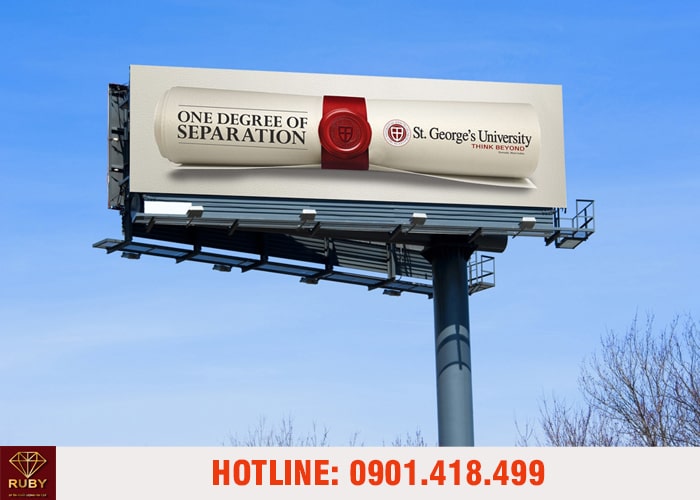 ONE DEGREE OF
SEPARATION
St. George's University
THINK BEYOND
HOTLINE: 0901.418.499
RUBY